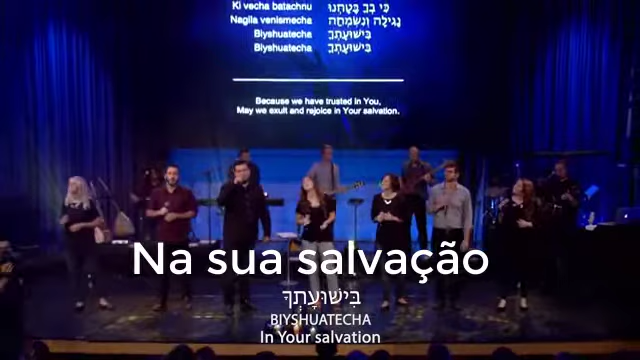 Ki vecha batachnu כִּי בְךָ בָּטָחְנוּ
Nagila venismecha נָגִילָה וְנִשְׂמְחָה
Biyshuatecha בִּישׁוּעָתְךָ
Biyshuatecha בִּישׁוּעָתְךָ
Because we have trusted in You,
May we exult and rejoice in Your salvation.
Na sua salvação
בִּישׁוּעָתְךָ
BIYSHUATECHA
In Your salvation